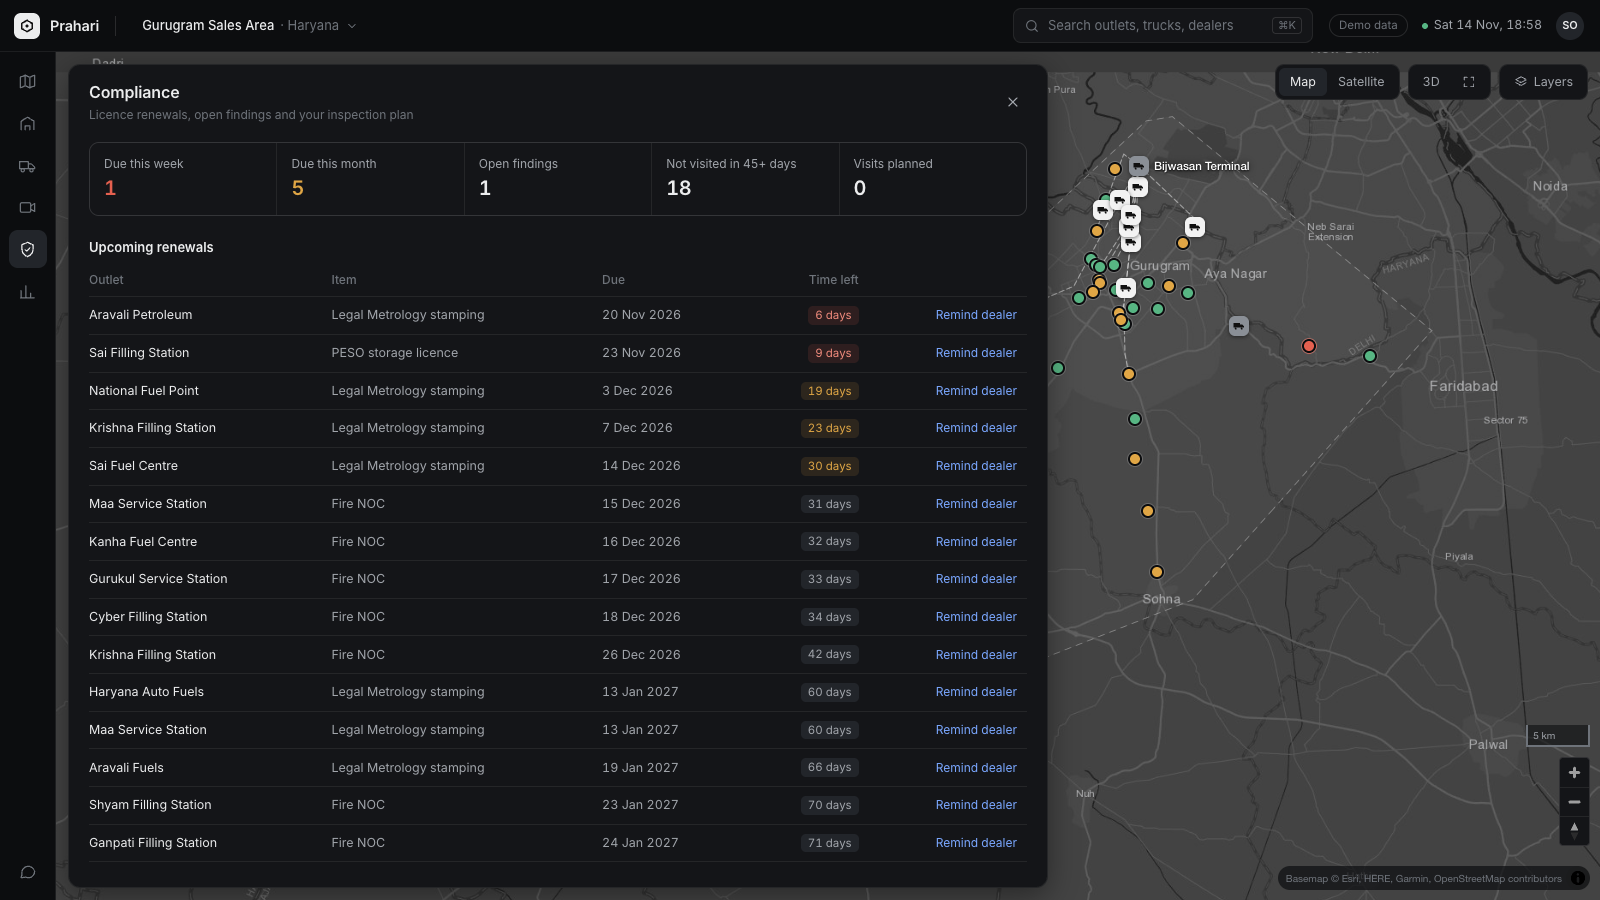 Prahari
Gurugram Sales Area · Haryana
Search outlets, trucks, dealers
⌘K
Demo data
Sat 14 Nov, 18:58
SO
Compliance
Licence renewals, open findings and your inspection plan
Due this week
1
Due this month
5
Open findings
1
Not visited in 45+ days
18
Visits planned
0
Upcoming renewals
Outlet Item Due Time left
Aravali Petroleum Legal Metrology stamping 20 Nov 2026 6 days Remind dealer
Sai Filling Station PESO storage licence 23 Nov 2026 9 days Remind dealer
National Fuel Point Legal Metrology stamping 3 Dec 2026 19 days Remind dealer
Krishna Filling Station Legal Metrology stamping 7 Dec 2026 23 days Remind dealer
Sai Fuel Centre Legal Metrology stamping 14 Dec 2026 30 days Remind dealer
Maa Service Station Fire NOC 15 Dec 2026 31 days Remind dealer
Kanha Fuel Centre Fire NOC 16 Dec 2026 32 days Remind dealer
Gurukul Service Station Fire NOC 17 Dec 2026 33 days Remind dealer
Cyber Filling Station Fire NOC 18 Dec 2026 34 days Remind dealer
Krishna Filling Station Fire NOC 26 Dec 2026 42 days Remind dealer
Haryana Auto Fuels Legal Metrology stamping 13 Jan 2027 60 days Remind dealer
Maa Service Station Legal Metrology stamping 13 Jan 2027 60 days Remind dealer
Aravali Fuels Legal Metrology stamping 19 Jan 2027 66 days Remind dealer
Shyam Filling Station Fire NOC 23 Jan 2027 70 days Remind dealer
Ganpati Filling Station Fire NOC 24 Jan 2027 71 days Remind dealer
Map
Satellite
3D
Layers
Pura
Bijwasan Terminal
Noida
Neb Sarai
Extension
HARYANA
Gurugram
Aya Nagar
DELHI
Faridabad
Sector 75
Piyala
Sohna
Palwal
5 km
Nuh
Basemap © Esri, HERE, Garmin, OpenStreetMap contributors